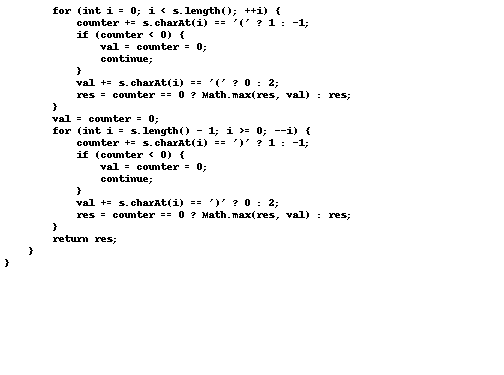 for (int i = 0; i < s.length(); ++i) {
counter += s.charAt(i) == '(' ? 1 : -1;
if (counter < 0) {
val = counter = 0;
continue;
}
val += s.charAt(i) == '(' ? 0 : 2;
res = counter == 0 ? Math.max(res, val) : res;
}
val = counter = 0;
for (int i = s.length() - 1; i >= 0; --i) {
counter += s.charAt(i) == ')' ? 1 : -1;
if (counter < 0) {
val = counter = 0;
continue;
}
val += s.charAt(i) == ')' ? 0 : 2;
res = counter == 0 ? Math.max(res, val) : res;
}
return res;
}
}